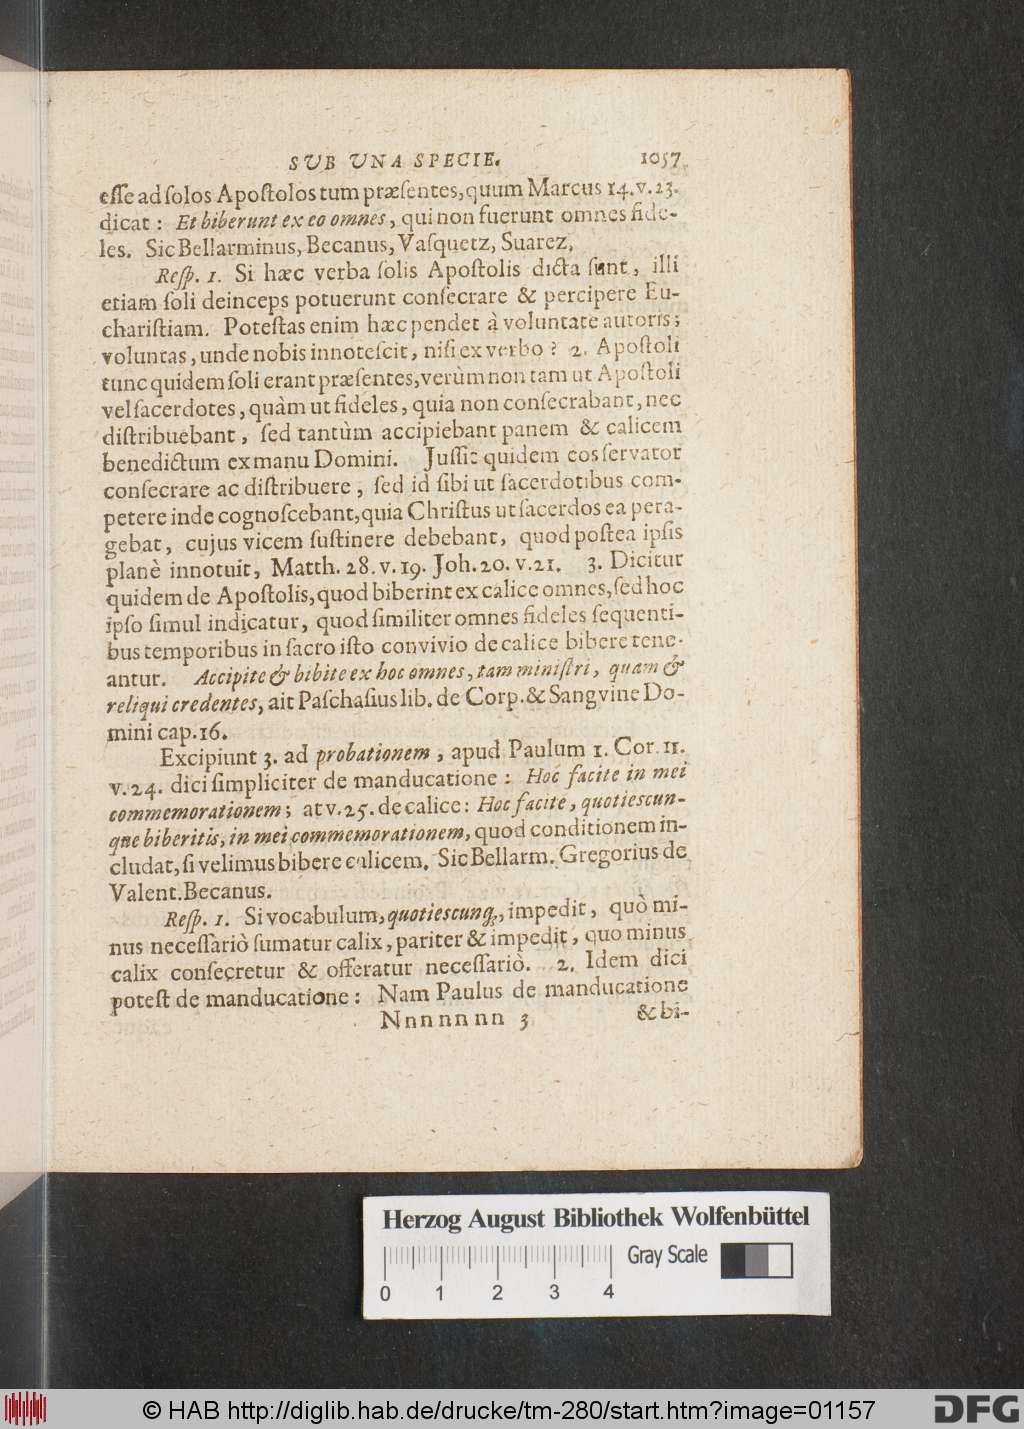 SUB UNA SPECIE. 1057
eſſe ad ſolos Apoſtolos tum præſentes, quum Marcus 14. v. 23.
dicat: Et biberunt ex eo omnes, qui non fuerunt omnes fide-
les. Sic Bellarminus, Becanus, Vaſquetz, Suarez,
Reſp. 1. Si hæc verba ſolis Apoſtolis dicta ſunt, illi
etiam ſoli deinceps potuerunt conſecrare & percipere Eu-
chariſtiam. Poteſtas enim hæc pendet à voluntate autoris;
voluntas, unde nobis innoteſcit, niſi ex verbo? 2. Apoſtoli
tunc quidem ſoli erant præſentes, verùm non tam ut Apoſtoli
vel ſacerdotes, quàm ut fideles, quia non conſecrabant, nec
diſtribuebant, ſed tantùm accipiebant panem & calicem
benedictum ex manu Domini. Juſſit quidem eos ſervator
conſecrare ac diſtribuere, ſed id ſibi ut ſacerdotibus com-
petere inde cognoſcebant, quia Chriſtus ut ſacerdos ea pera-
gebat, cujus vicem ſuſtinere debebant, quod poſtea ipſis
planè innotuit, Matth. 28. v. 19. Joh. 20. v. 21. 3. Dicitur
quidem de Apoſtolis, quod biberint ex calice omnes, ſed hoc
ipſo ſimul indicatur, quod ſimiliter omnes fideles ſequenti-
bus temporibus in ſacro iſto convivio de calice bibere tene-
antur. Accipite & bibite ex hoc omnes, tam miniſtri, quam &
reliqui credentes, ait Paſchaſius lib. de Corp. & Sangvine Do-
mini cap. 16.
Excipiunt 3. ad probationem, apud Paulum 1. Cor. 11.
v. 24. dici ſimpliciter de manducatione: Hoc facite in mei
commemorationem; at v. 25. de calice: Hoc facite, quotieſcun-
que biberitis, in mei commemorationem, quod conditionem in-
cludat, ſi velimus bibere calicem. Sic Bellarm. Gregorius de
Valent. Becanus.
Reſp. 1. Si vocabulum, quotieſcunq;, impedit, quò mi-
nus neceſſariò ſumatur calix, pariter & impedit, quo minus
calix conſecretur & offeratur neceſſariò. 2. Idem dici
poteſt de manducatione: Nam Paulus de manducatione
Nnnnnnn 3 & bi-
Herzog August Bibliothek Wolfenbüttel
Gray Scale
0 1 2 3 4
© HAB http://diglib.hab.de/drucke/tm-280/start.htm?image=01157
DFG